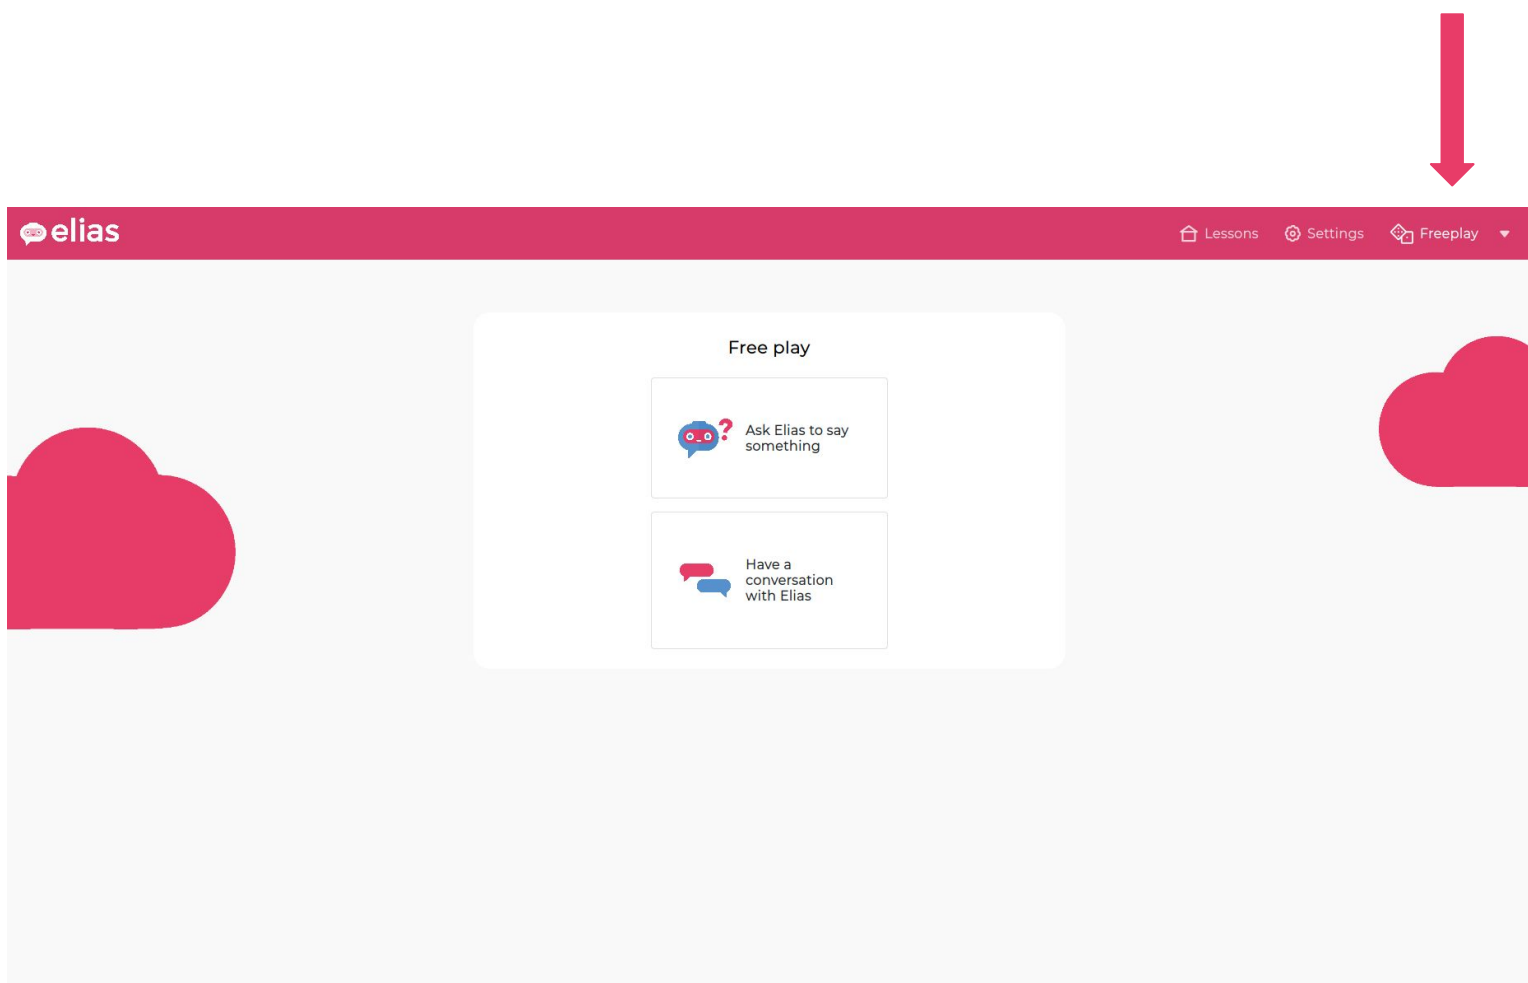 elias
Lessons
Settings
Freeplay
Free play
Ask Elias to say
something
Have a
conversation
with Elias